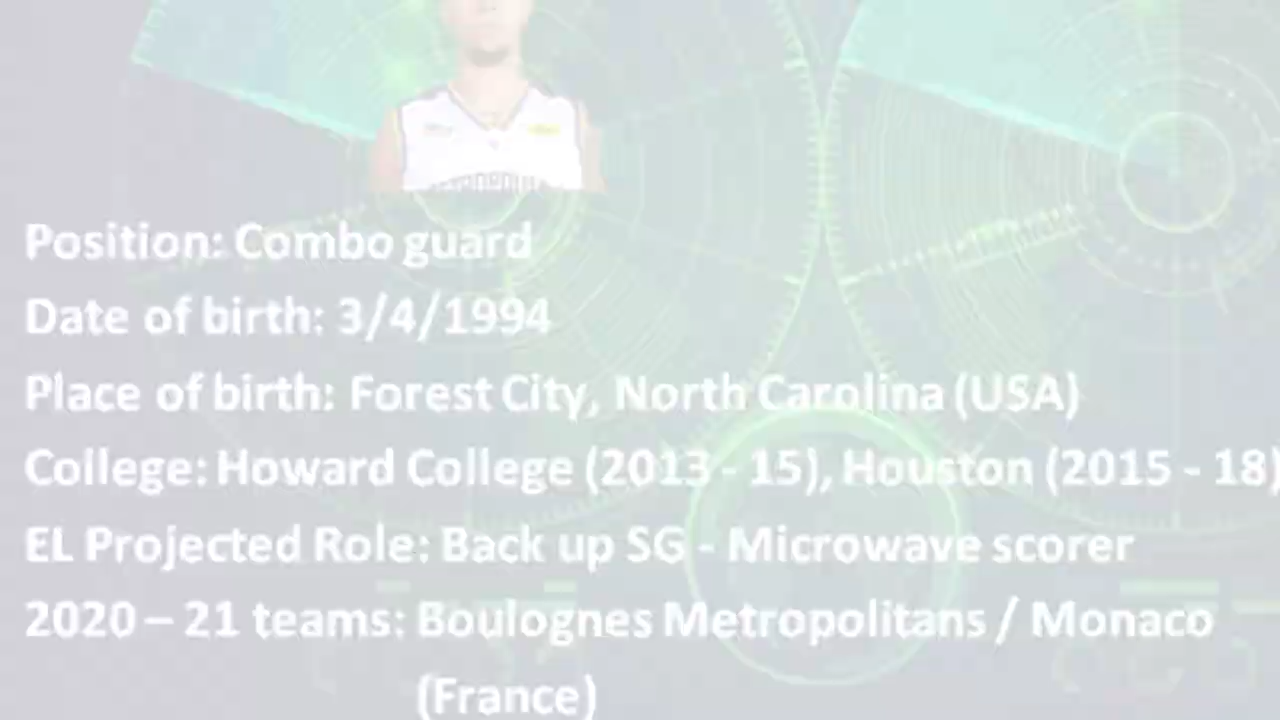 Position: Combo guard
Date of birth: 3/4/1994
Place of birth: Forest City, North Carolina (USA)
College: Howard College (2013 - 15), Houston (2015 - 18)
EL Projected Role: Back up SG - Microwave scorer
2020 – 21 teams: Boulognes Metropolitans / Monaco
(France)